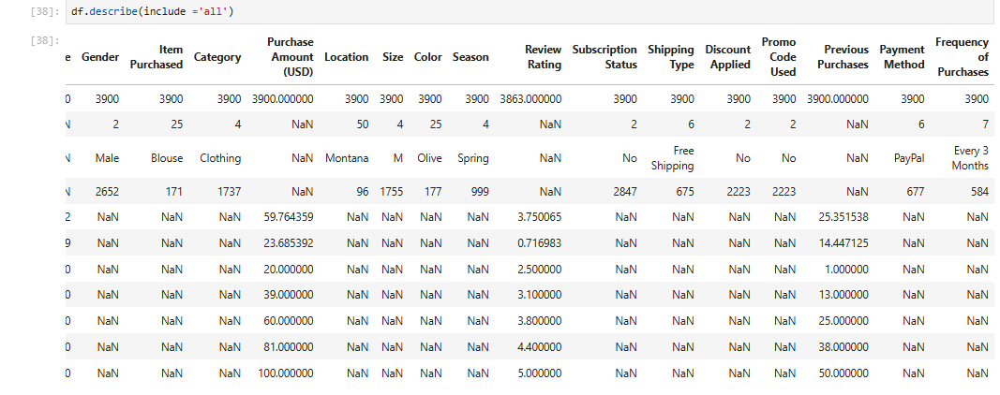 [38]: df.describe(include ='all')
[38]:
e Gender Item Purchased Category Purchase Amount (USD) Location Size Color Season Review Rating Subscription Status Shipping Type Discount Applied Promo Code Used Previous Purchases Payment Method Frequency of Purchases
0 3900 3900 3900 3900.000000 3900 3900 3900 3900 3863.000000 3900 3900 3900 3900 3900.000000 3900 3900
N 2 25 4 NaN 50 4 25 4 NaN 2 6 2 2 NaN 6 7
N Male Blouse Clothing NaN Montana M Olive Spring NaN No Free Shipping No No NaN PayPal Every 3 Months
N 2652 171 1737 NaN 96 1755 177 999 NaN 2847 675 2223 2223 NaN 677 584
2 NaN NaN NaN 59.764359 NaN NaN NaN NaN 3.750065 NaN NaN NaN NaN 25.351538 NaN NaN
9 NaN NaN NaN 23.685392 NaN NaN NaN NaN 0.716983 NaN NaN NaN NaN 14.447125 NaN NaN
0 NaN NaN NaN 20.000000 NaN NaN NaN NaN 2.500000 NaN NaN NaN NaN 1.000000 NaN NaN
0 NaN NaN NaN 39.000000 NaN NaN NaN NaN 3.100000 NaN NaN NaN NaN 13.000000 NaN NaN
0 NaN NaN NaN 60.000000 NaN NaN NaN NaN 3.800000 NaN NaN NaN NaN 25.000000 NaN NaN
0 NaN NaN NaN 81.000000 NaN NaN NaN NaN 4.400000 NaN NaN NaN NaN 38.000000 NaN NaN
0 NaN NaN NaN 100.000000 NaN NaN NaN NaN 5.000000 NaN NaN NaN NaN 50.000000 NaN NaN